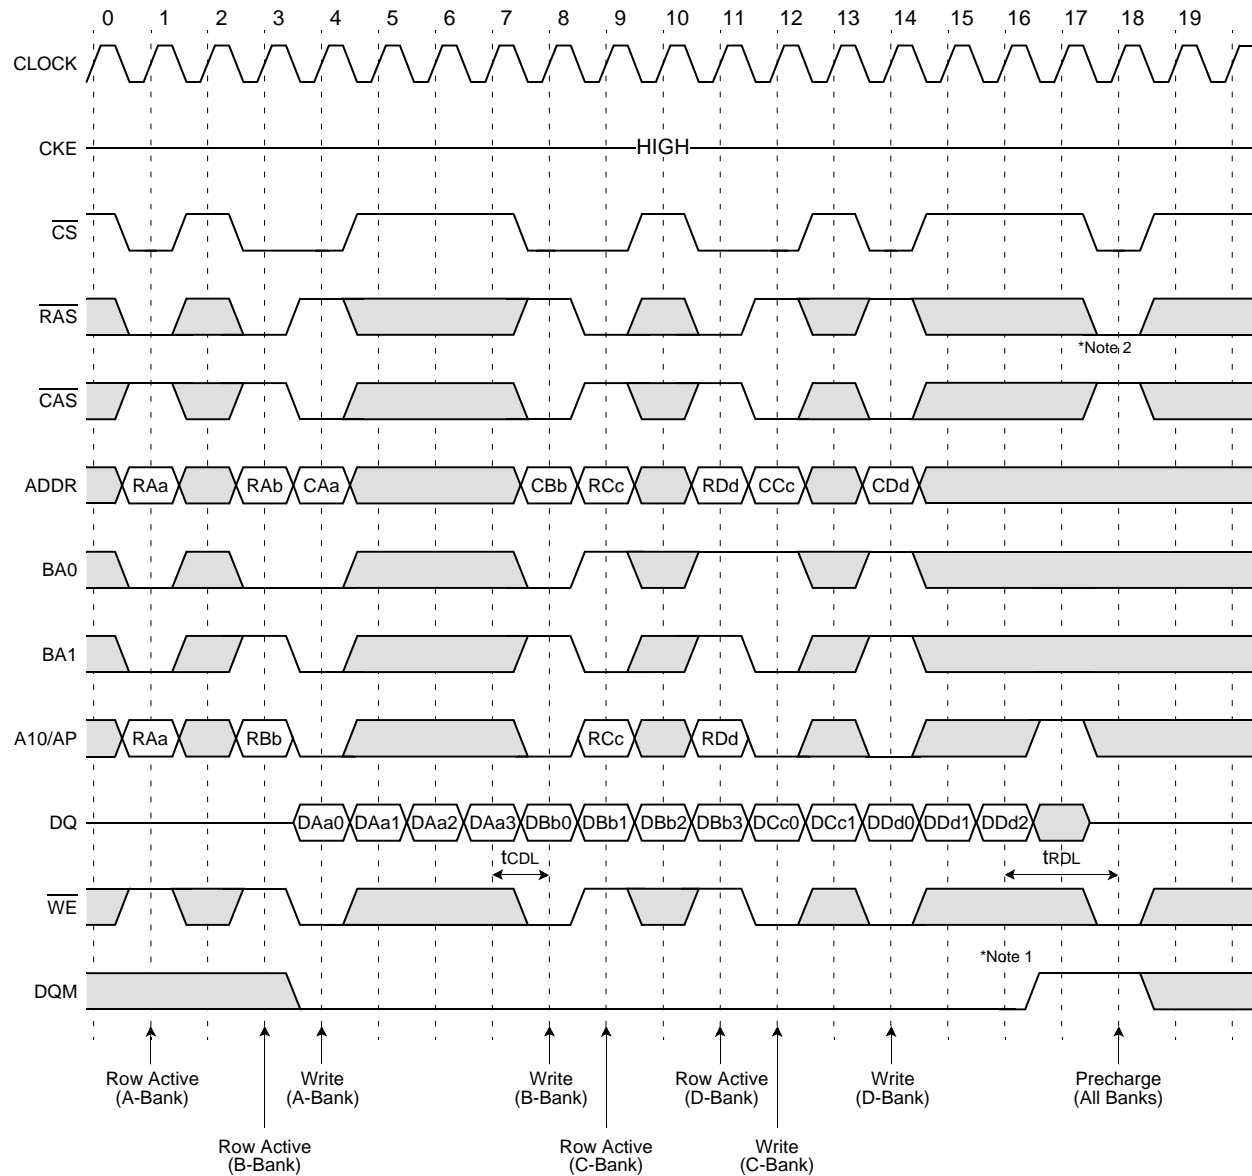 0 1 2 3 4 5 6 7 8 9 10 11 12 13 14 15 16 17 18 19
CLOCK
CKE HIGH
CS
RAS
*Note 2
CAS
ADDR RAa RAb CAa CBb RCc RDd CCc CDd
BA0
BA1
A10/AP RAa RBb RCc RDd
DQ DAa0 DAa1 DAa2 DAa3 DBb0 DBb1 DBb2 DBb3 DCc0 DCc1 DDd0 DDd1 DDd2
tCDL tRDL
WE
*Note 1
DQM
Row Active Write Write Row Active Write Precharge
(A-Bank) (A-Bank) (B-Bank) (D-Bank) (D-Bank) (All Banks)
Row Active Row Active Write
(B-Bank) (C-Bank) (C-Bank)